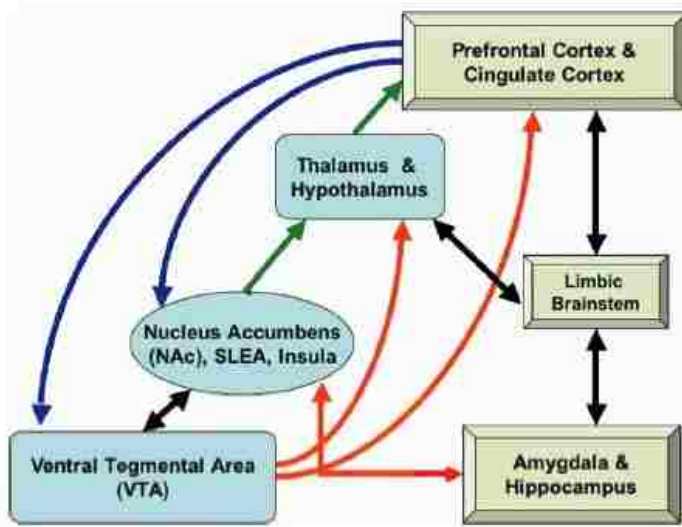 Prefrontal Cortex &
Cingulate Cortex
Thalamus &
Hypothalamus
Limbic
Brainstem
Nucleus Accumbens
(NAc), SLEA, Insula
Ventral Tegmental Area
(VTA)
Amygdala &
Hippocampus